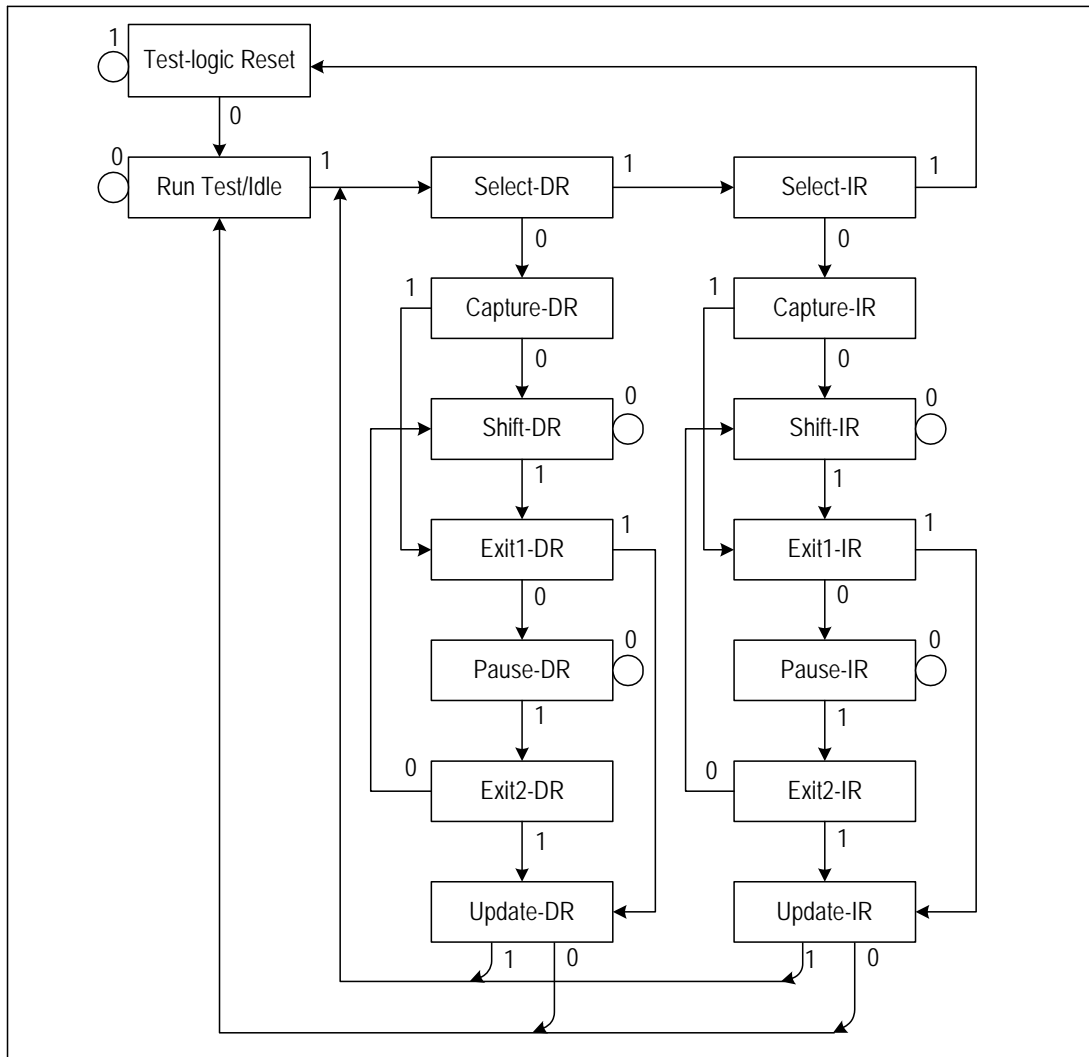 1
Test-logic Reset
0
0
Run Test/Idle
1
Select-DR
1
Select-IR
1
0
0
1
Capture-DR
1
Capture-IR
0
0
Shift-DR
0
Shift-IR
0
1
1
Exit1-DR
1
Exit1-IR
1
0
0
Pause-DR
0
Pause-IR
0
1
1
0
Exit2-DR
0
Exit2-IR
1
1
Update-DR
Update-IR
1
0
1
0